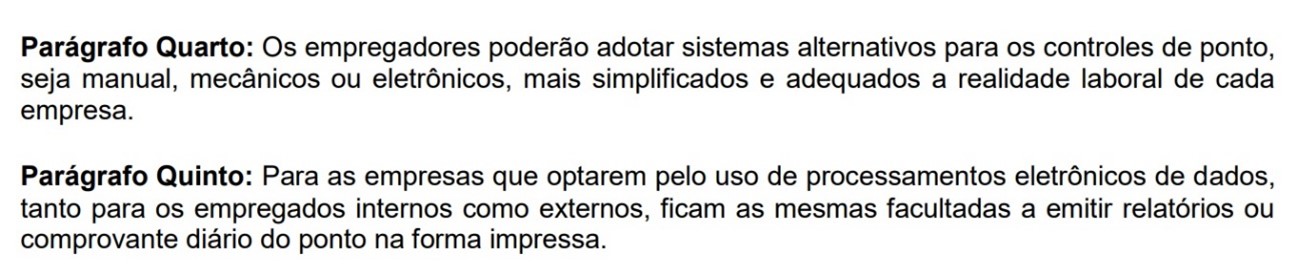 Parágrafo Quarto: Os empregadores poderão adotar sistemas alternativos para os controles de ponto,
seja manual, mecânicos ou eletrônicos, mais simplificados e adequados a realidade laboral de cada
empresa.
Parágrafo Quinto: Para as empresas que optarem pelo uso de processamentos eletrônicos de dados,
tanto para os empregados internos como externos, ficam as mesmas facultadas a emitir relatórios ou
comprovante diário do ponto na forma impressa.